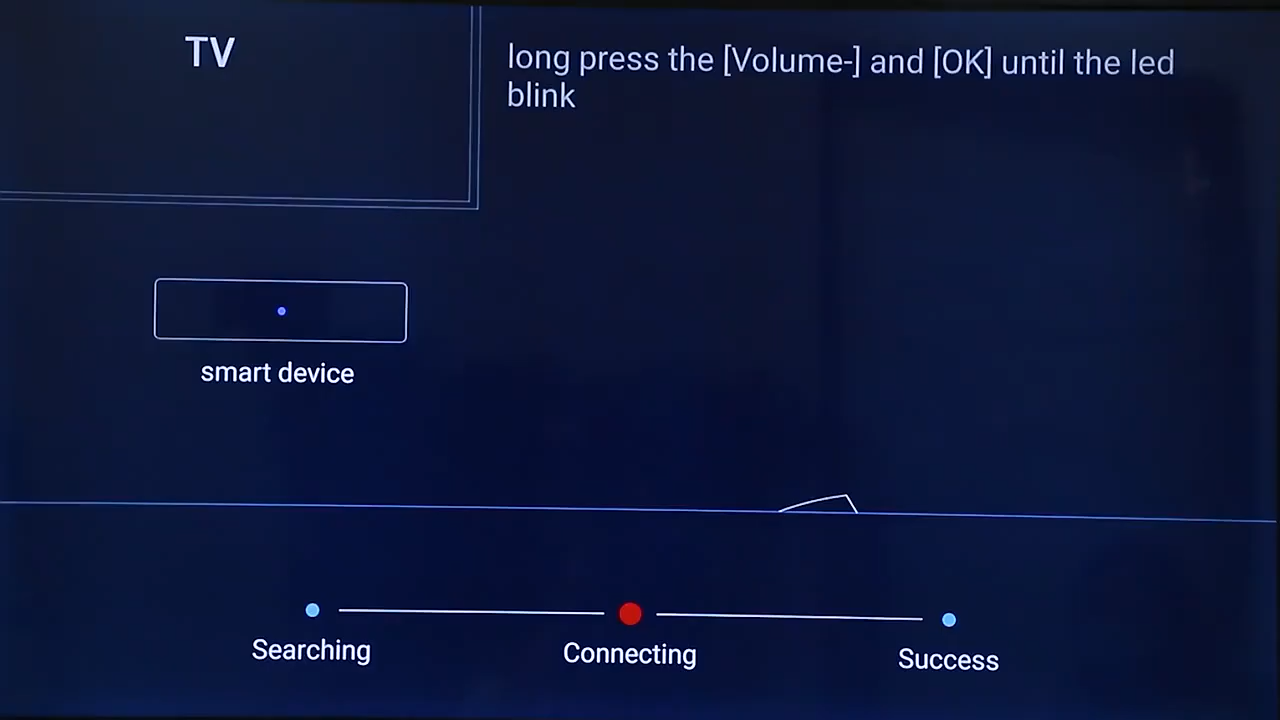 TV
long press the [Volume-] and [OK] until the led
blink
smart device
Searching
Connecting
Success